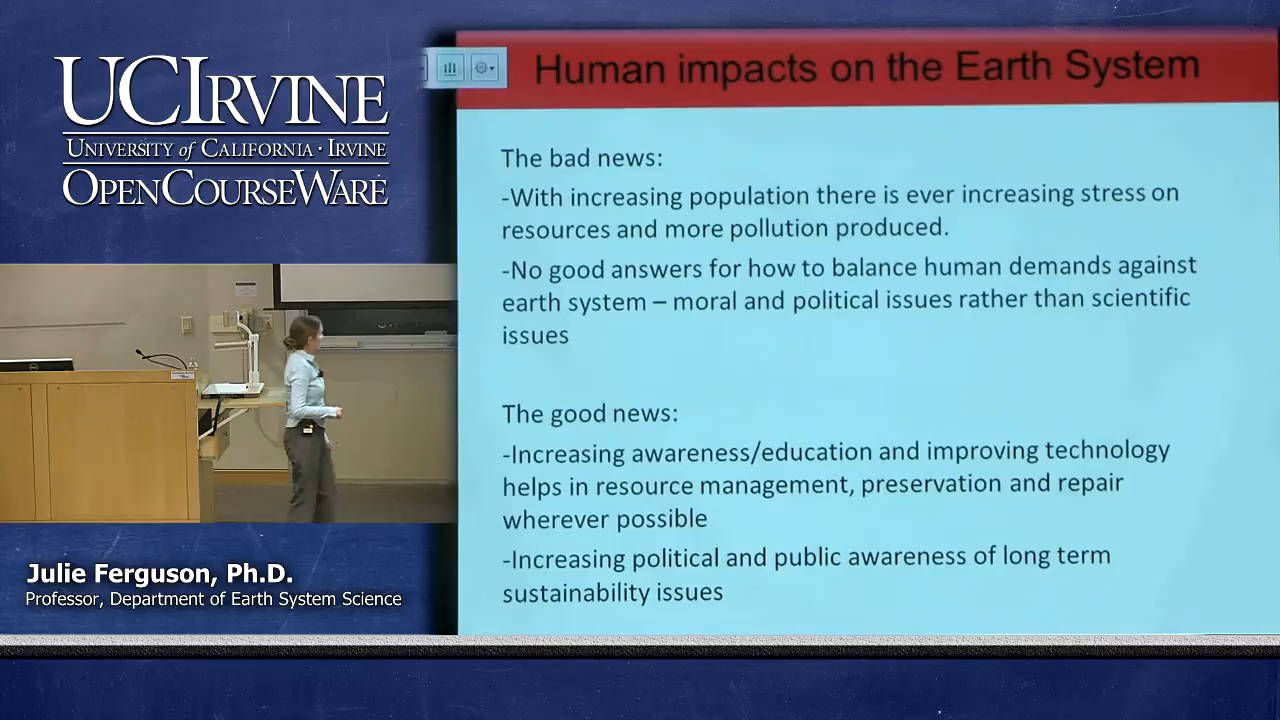 UCIRVINE
UNIVERSITY of CALIFORNIA · IRVINE
OPENCOURSEWARE
Human impacts on the Earth System
The bad news:
-With increasing population there is ever increasing stress on
resources and more pollution produced.
-No good answers for how to balance human demands against
earth system – moral and political issues rather than scientific
issues
The good news:
-Increasing awareness/education and improving technology
helps in resource management, preservation and repair
wherever possible
-Increasing political and public awareness of long term
sustainability issues
Julie Ferguson, Ph.D.
Professor, Department of Earth System Science